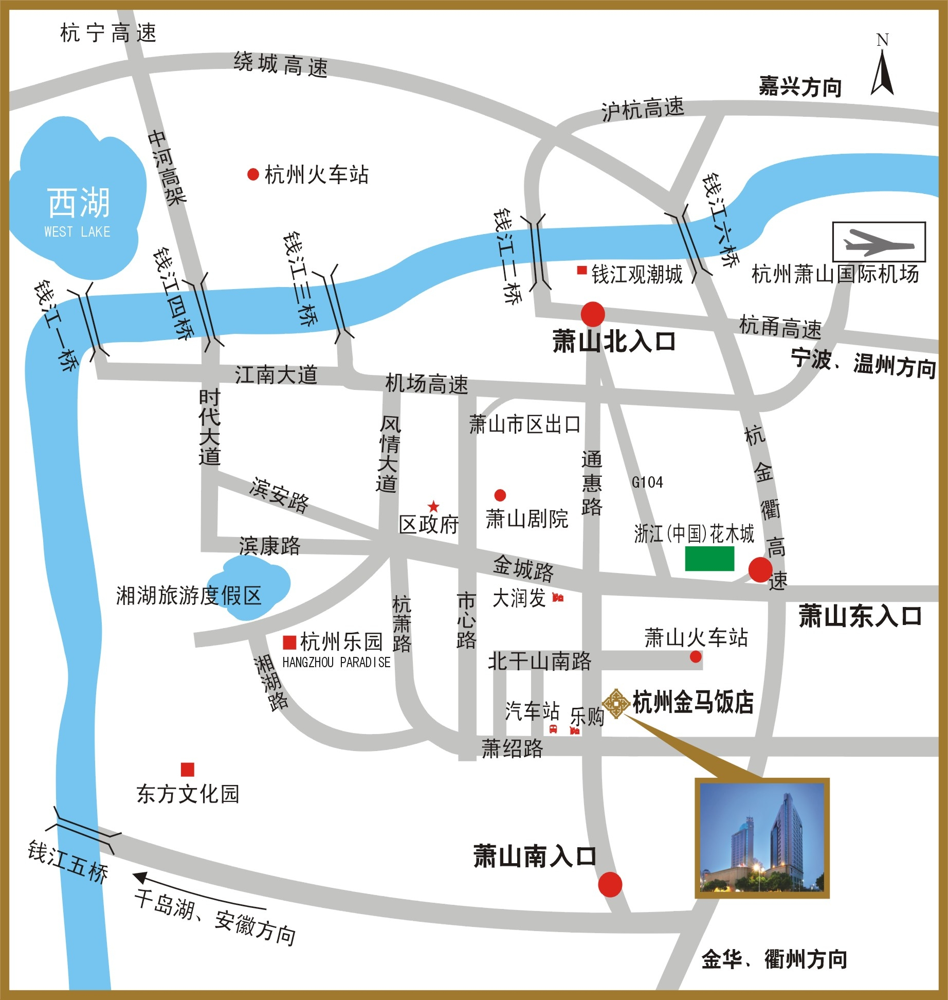 杭宁高速
绕城高速
N
嘉兴方向
沪杭高速
中河高架
杭州火车站
西湖
WEST LAKE
钱江六桥
钱江二桥
钱江三桥
钱江四桥
钱江一桥
钱江观潮城
杭州萧山国际机场
杭甬高速
萧山北入口
宁波、温州方向
江南大道
机场高速
时代大道
风情大道
萧山市区出口
通惠路
杭金衢高速
G104
滨安路
区政府
萧山剧院
浙江(中国)花木城
滨康路
金城路
湘湖旅游度假区
大润发
杭萧路
市心路
萧山东入口
杭州乐园
HANGZHOU PARADISE
萧山火车站
北干山南路
湘湖路
汽车站
乐购
杭州金马饭店
萧绍路
东方文化园
钱江五桥
萧山南入口
千岛湖、安徽方向
金华、衢州方向